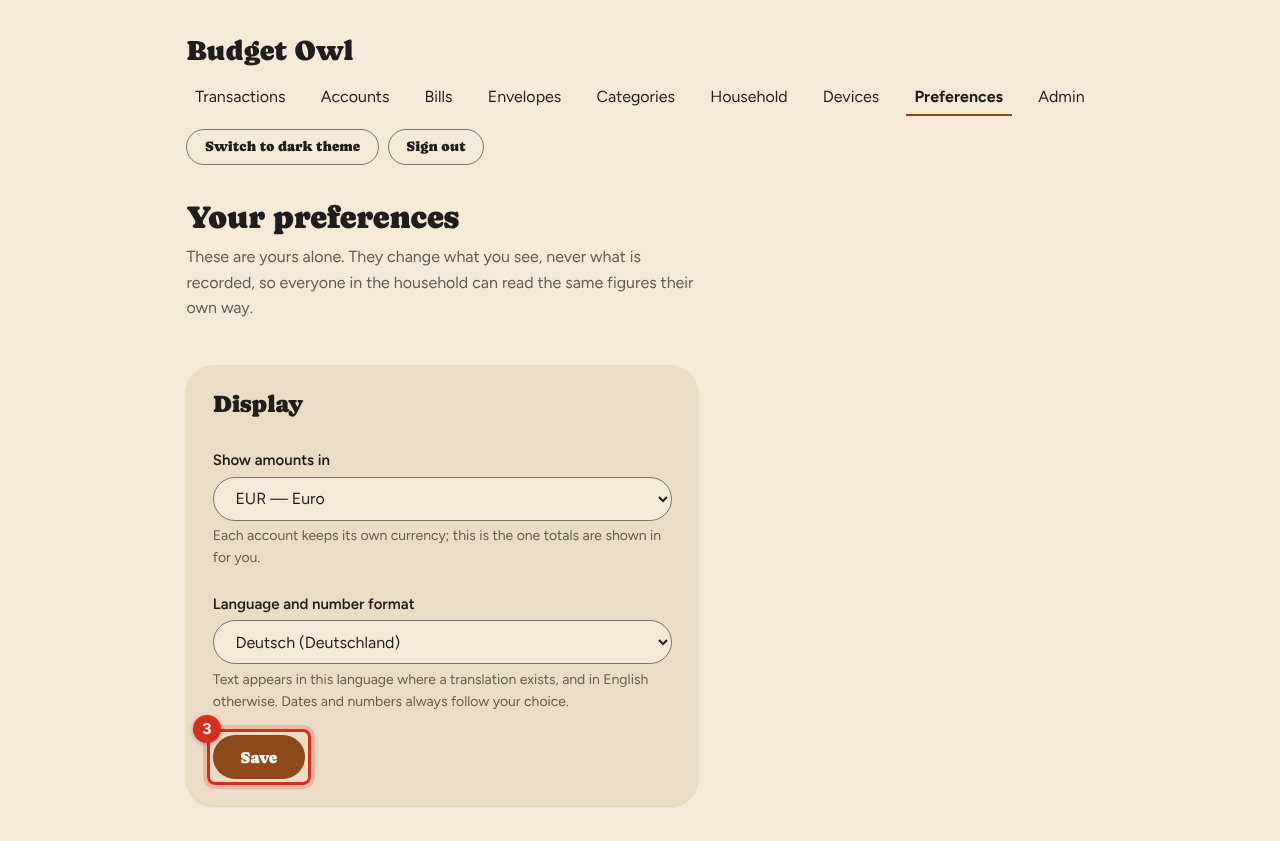 Budget Owl
Transactions Accounts Bills Envelopes Categories Household Devices Preferences Admin
Switch to dark theme Sign out
Your preferences
These are yours alone. They change what you see, never what is
recorded, so everyone in the household can read the same figures their
own way.
Display
Show amounts in
EUR — Euro
Each account keeps its own currency; this is the one totals are shown in
for you.
Language and number format
Deutsch (Deutschland)
Text appears in this language where a translation exists, and in English
otherwise. Dates and numbers always follow your choice.
3
Save